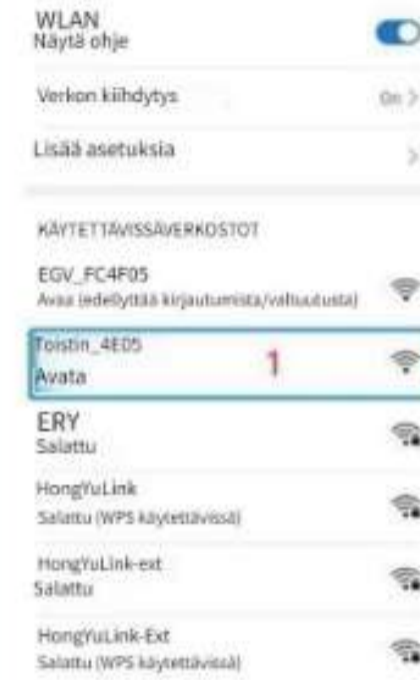 WLAN
Näytä ohje
Verkon kiihdytys On >
Lisää asetuksia >
KÄYTETTÄVISSÄVERKOSTOT
EGV_FC4F05
Avaa (edellyttää kirjautumista/valtuutusta)
Toistin_4E05
Avata
1
ERY
Salattu
HongYuLink
Salattu (WPS käytettävissä)
HongYuLink-ext
Salattu
HongYuLink-Ext
Salattu (WPS käytettävissä)